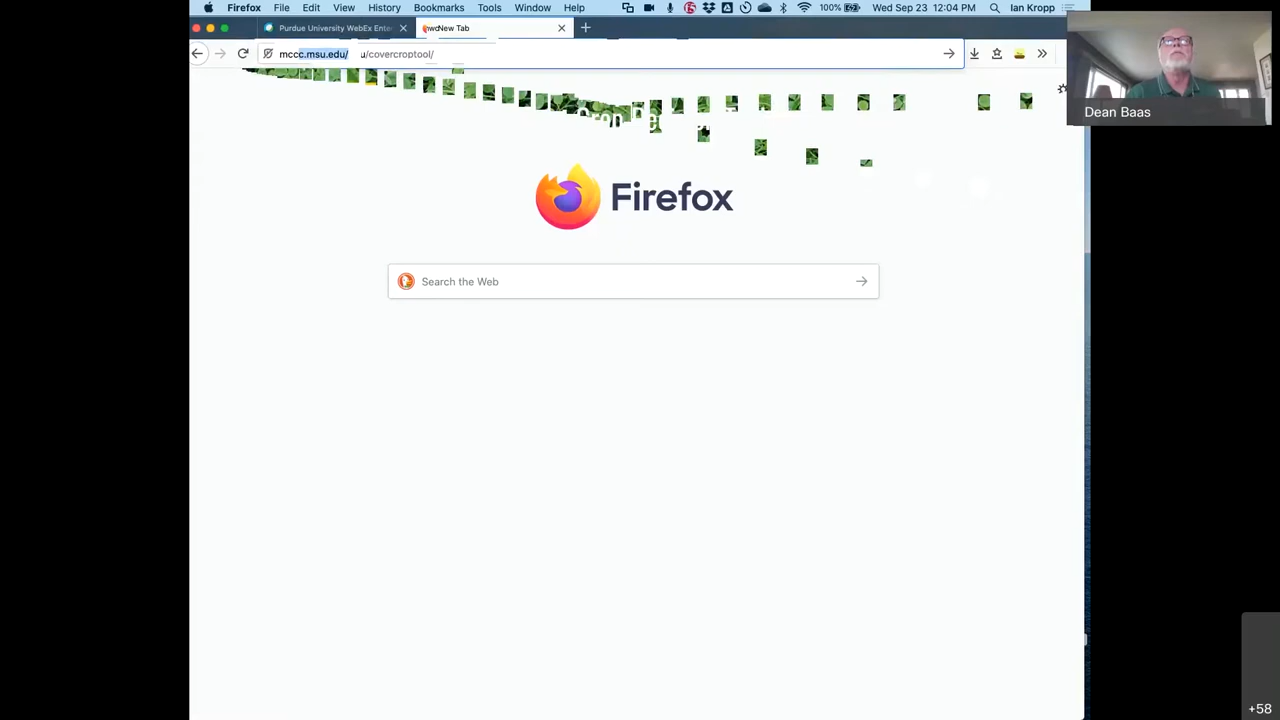 Firefox File Edit View History Bookmarks Tools Window Help 100% Wed Sep 23 12:04 PM Ian Kropp
Purdue University WebEx Ente New Tab
mccc.msu.edu/ u/covercroptool/
Firefox
Search the Web
Dean Baas
+58